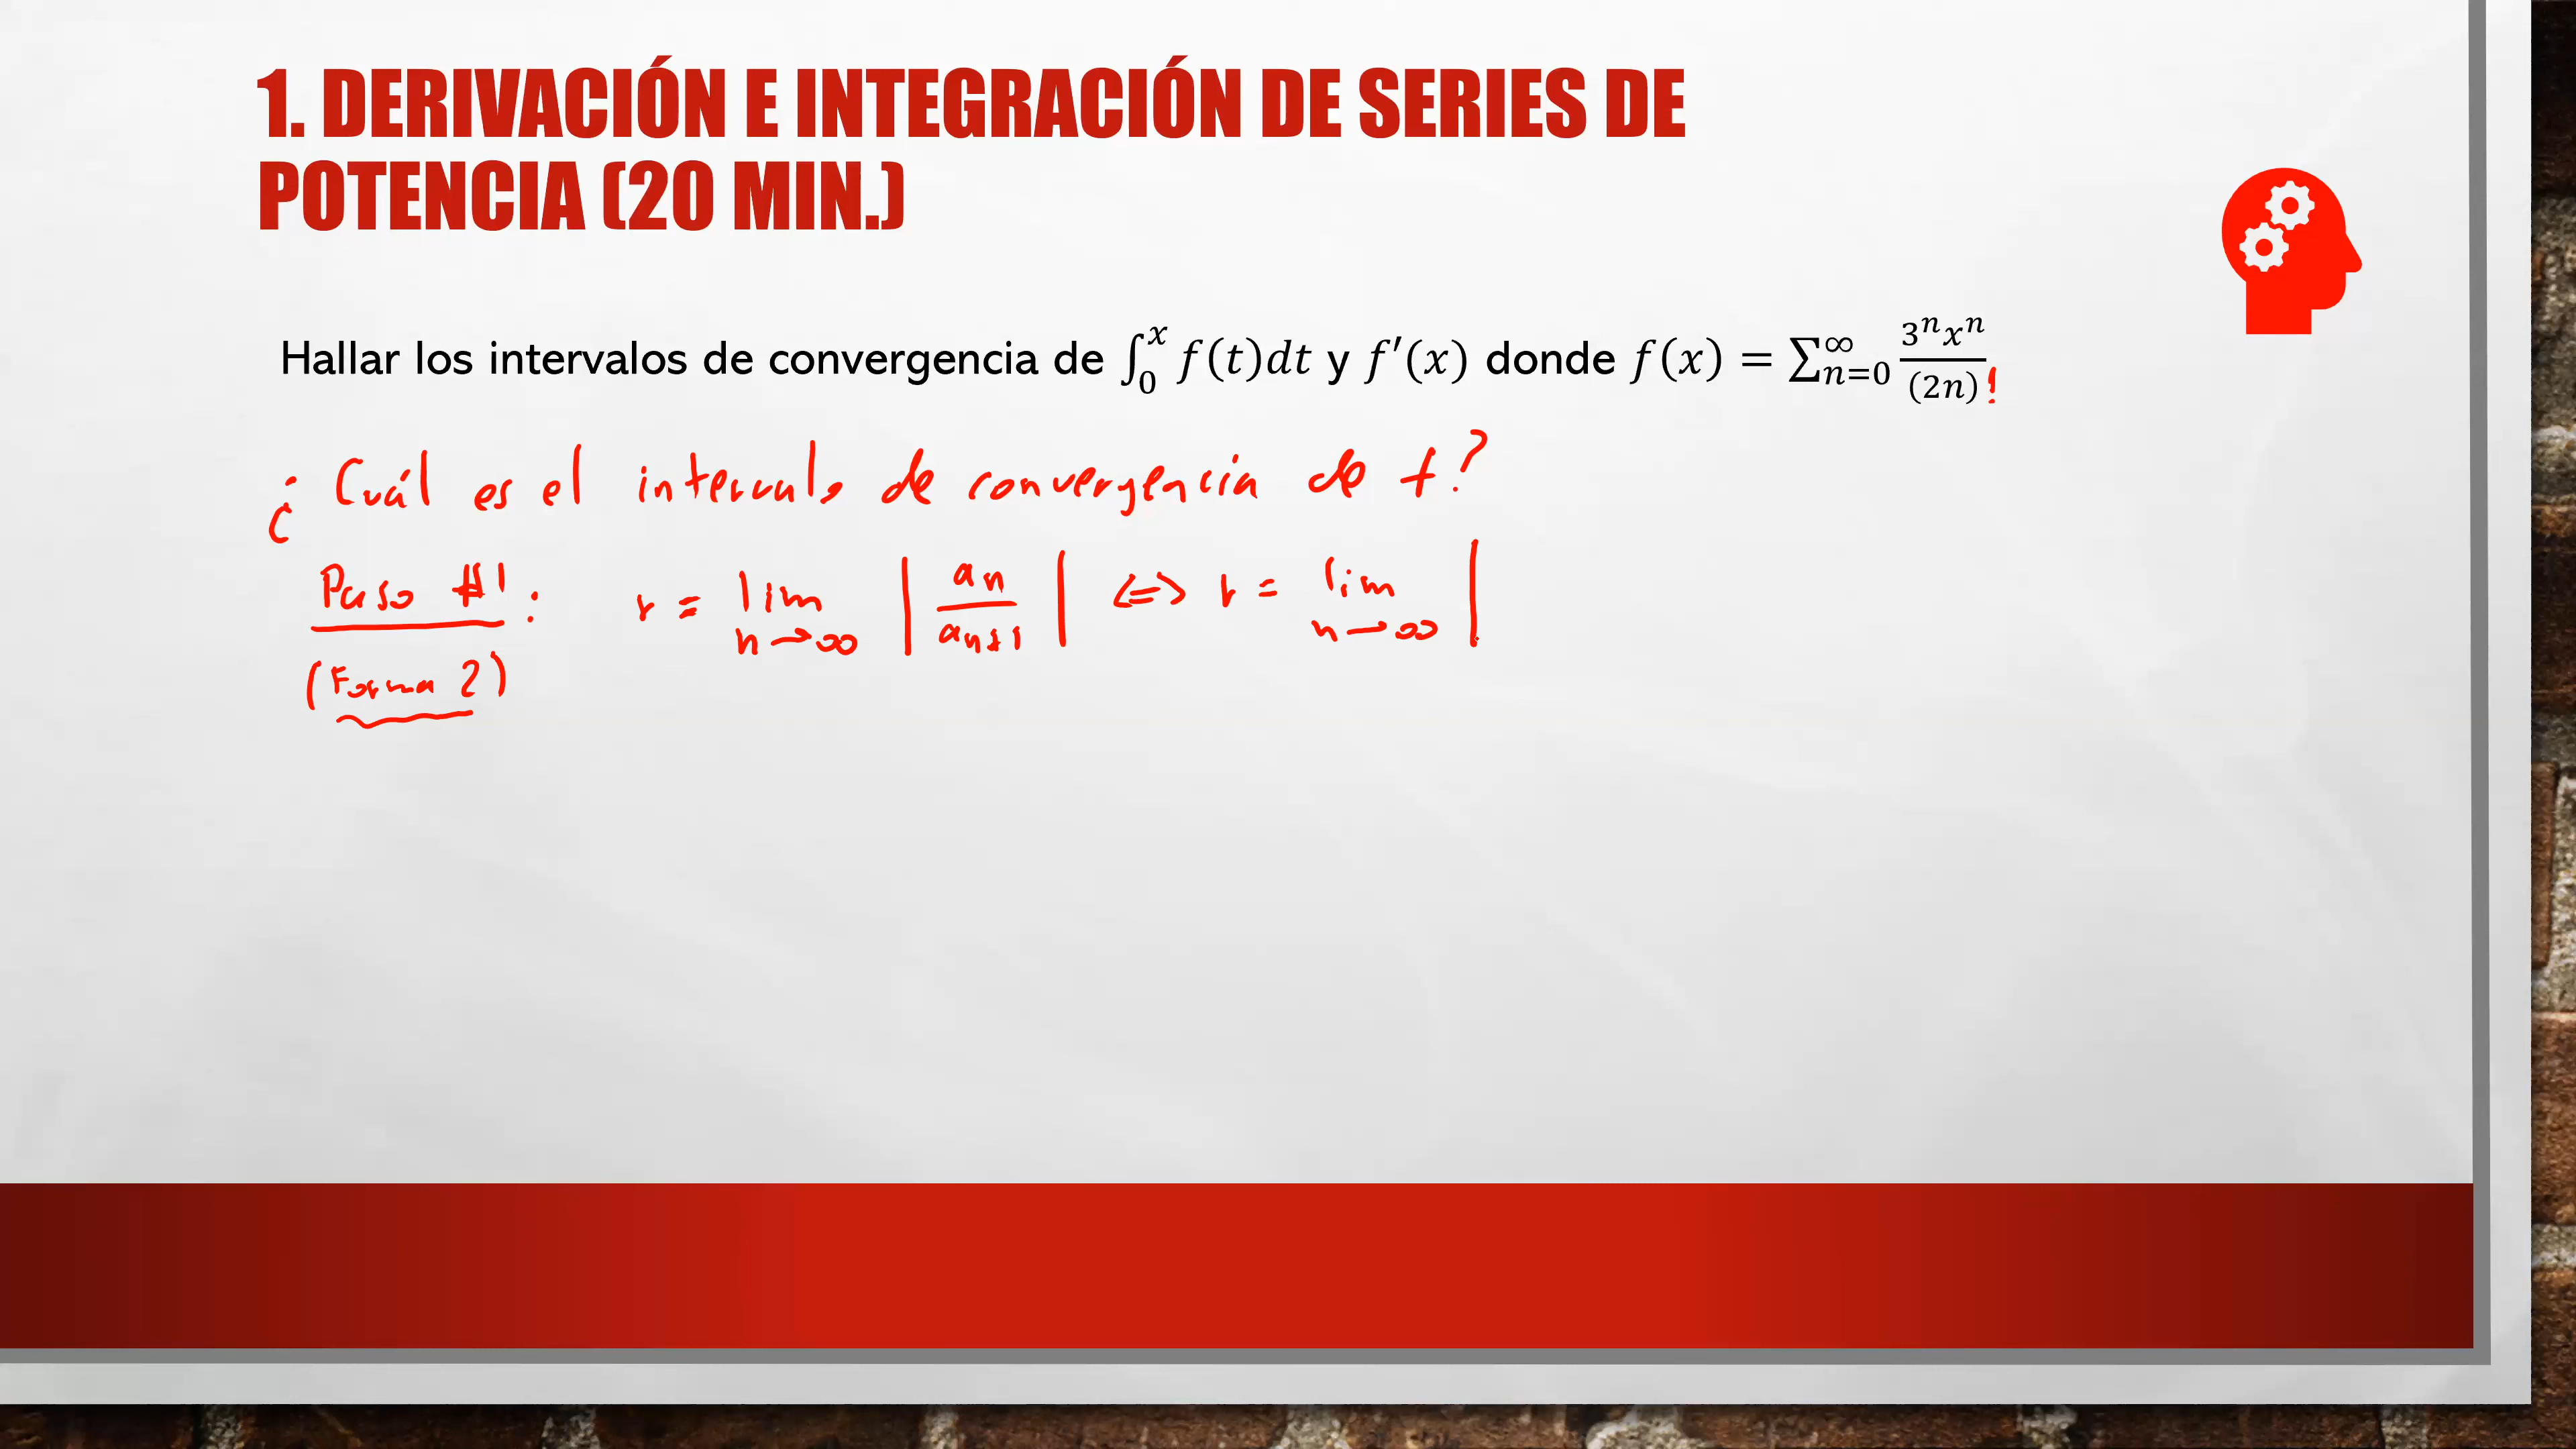 1. DERIVACIÓN E INTEGRACIÓN DE SERIES DE
POTENCIA (20 MIN.)
Hallar los intervalos de convergencia de ∫₀ˣ f(t)dt y f′(x) donde f(x) = ∑ₙ₌₀^∞ 3ⁿxⁿ/(2n)!
¿Cuál es el intervalo de convergencia de f?
Paso #1: r = lim n→∞ |an/an+1| <=> r = lim n→∞ |
(Forma 2)